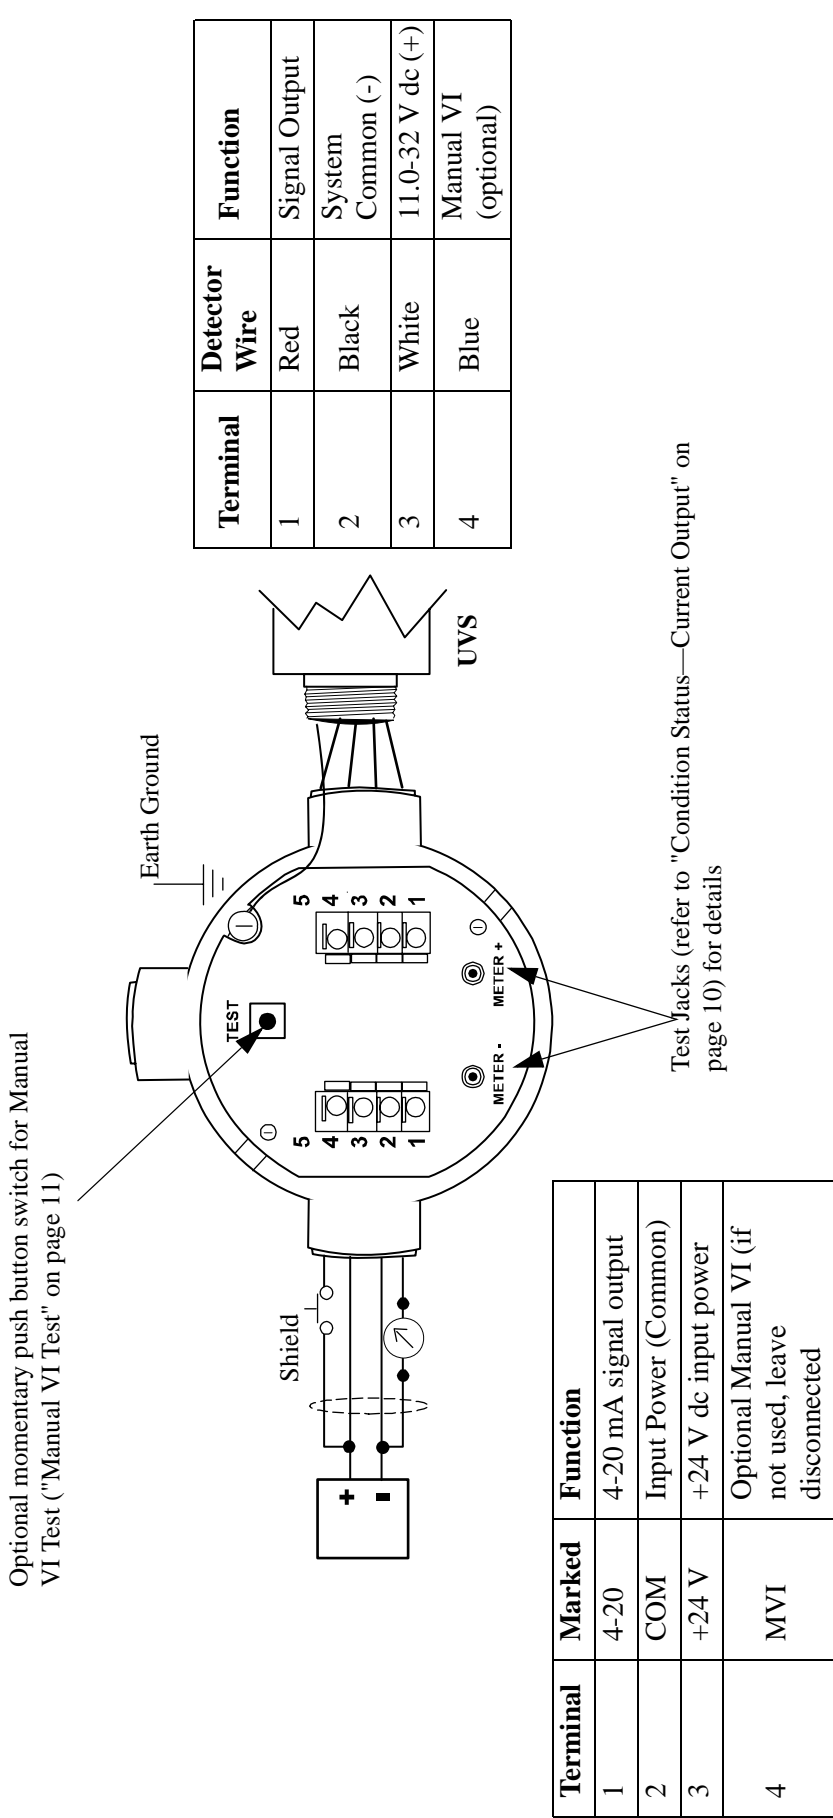 Optional momentary push button switch for Manual
VI Test ("Manual VI Test" on page 11)
Earth Ground
Terminal Detector Wire Function
1 Red Signal Output
2 Black System Common (-)
3 White 11.0-32 V dc (+)
4 Blue Manual VI (optional)
Shield
+
-
TEST
5
4
3
2
1
5
4
3
2
1
METER -
METER +
UVS
Test Jacks (refer to "Condition Status—Current Output" on
page 10) for details
Terminal Marked Function
1 4-20 4-20 mA signal output
2 COM Input Power (Common)
3 +24 V +24 V dc input power
4 MVI Optional Manual VI (if
not used, leave
disconnected